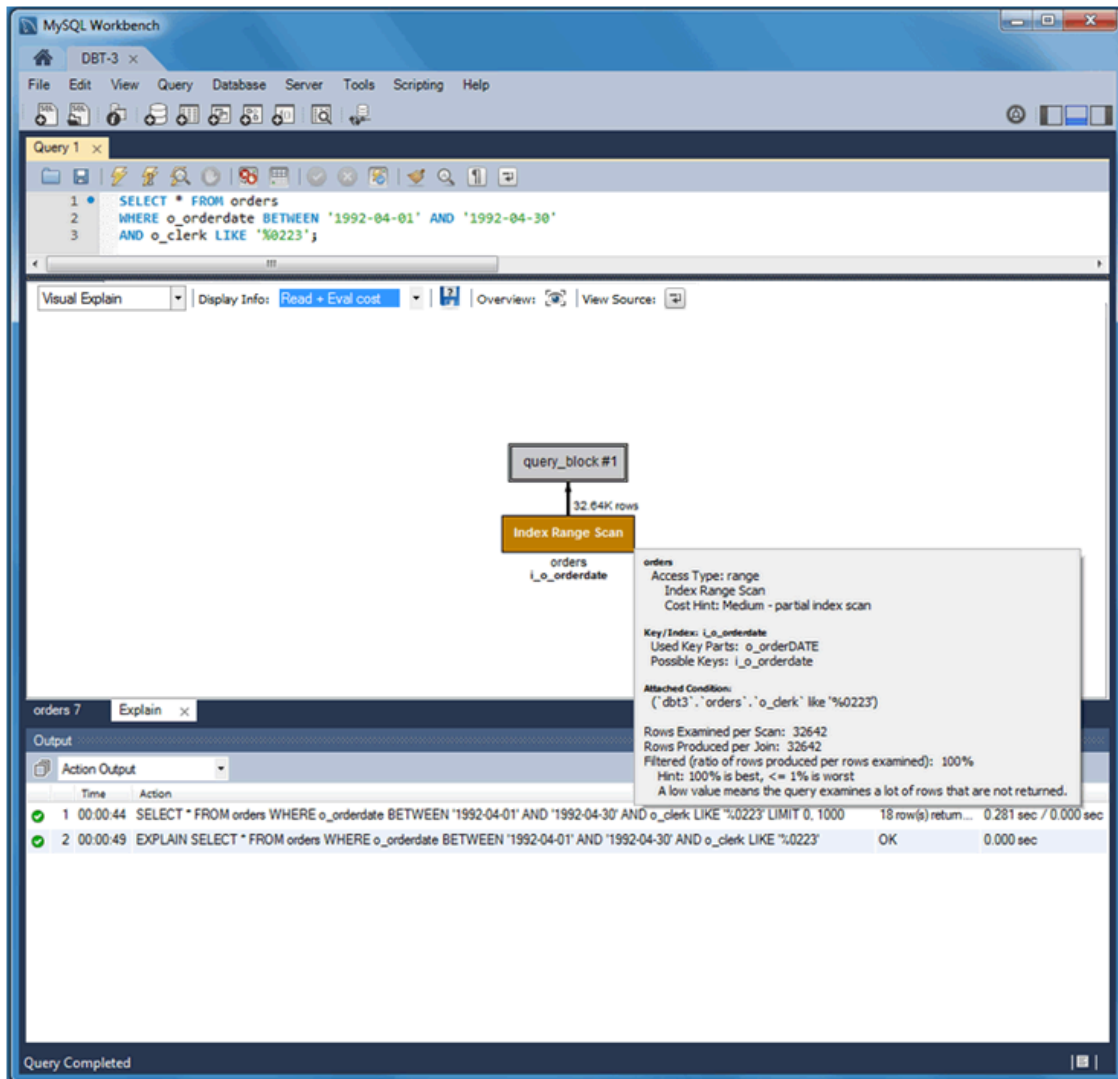 MySQL Workbench
DBT-3
File Edit View Query Database Server Tools Scripting Help
Query 1
1 SELECT * FROM orders
2 WHERE o_orderdate BETWEEN '1992-04-01' AND '1992-04-30'
3 AND o_clerk LIKE '%0223';
Visual Explain Display Info: Read + Eval cost Overview: View Source:
query_block #1
32.64K rows
Index Range Scan
orders
i_o_orderdate
orders
Access Type: range
Index Range Scan
Cost Hint: Medium - partial index scan
Key/Index: i_o_orderdate
Used Key Parts: o_orderDATE
Possible Keys: i_o_orderdate
Attached Condition:
(`dbt3`.`orders`.`o_clerk` like '%0223')
Rows Examined per Scan: 32642
Rows Produced per Join: 32642
Filtered (ratio of rows produced per rows examined): 100%
Hint: 100% is best, <= 1% is worst
A low value means the query examines a lot of rows that are not returned.
orders 7 Explain
Output
Action Output
Time Action
1 00:00:44 SELECT * FROM orders WHERE o_orderdate BETWEEN '1992-04-01' AND '1992-04-30' AND o_clerk LIKE '%0223' LIMIT 0, 1000 18 row(s) return... 0.281 sec / 0.000 sec
2 00:00:49 EXPLAIN SELECT * FROM orders WHERE o_orderdate BETWEEN '1992-04-01' AND '1992-04-30' AND o_clerk LIKE '%0223' OK 0.000 sec
Query Completed